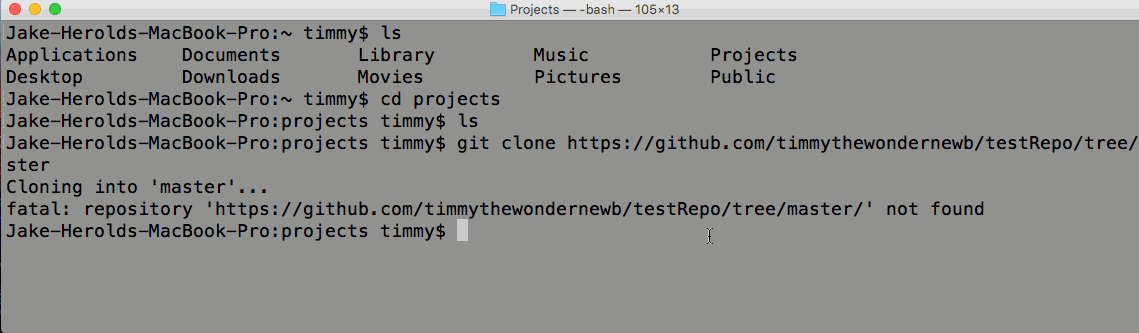 Projects — -bash — 105×13
Jake-Herolds-MacBook-Pro:~ timmy$ ls
Applications Documents Library Music Projects
Desktop Downloads Movies Pictures Public
Jake-Herolds-MacBook-Pro:~ timmy$ cd projects
Jake-Herolds-MacBook-Pro:projects timmy$ ls
Jake-Herolds-MacBook-Pro:projects timmy$ git clone https://github.com/timmythewondernewb/testRepo/tree/
ster
Cloning into 'master'...
fatal: repository 'https://github.com/timmythewondernewb/testRepo/tree/master/' not found
Jake-Herolds-MacBook-Pro:projects timmy$